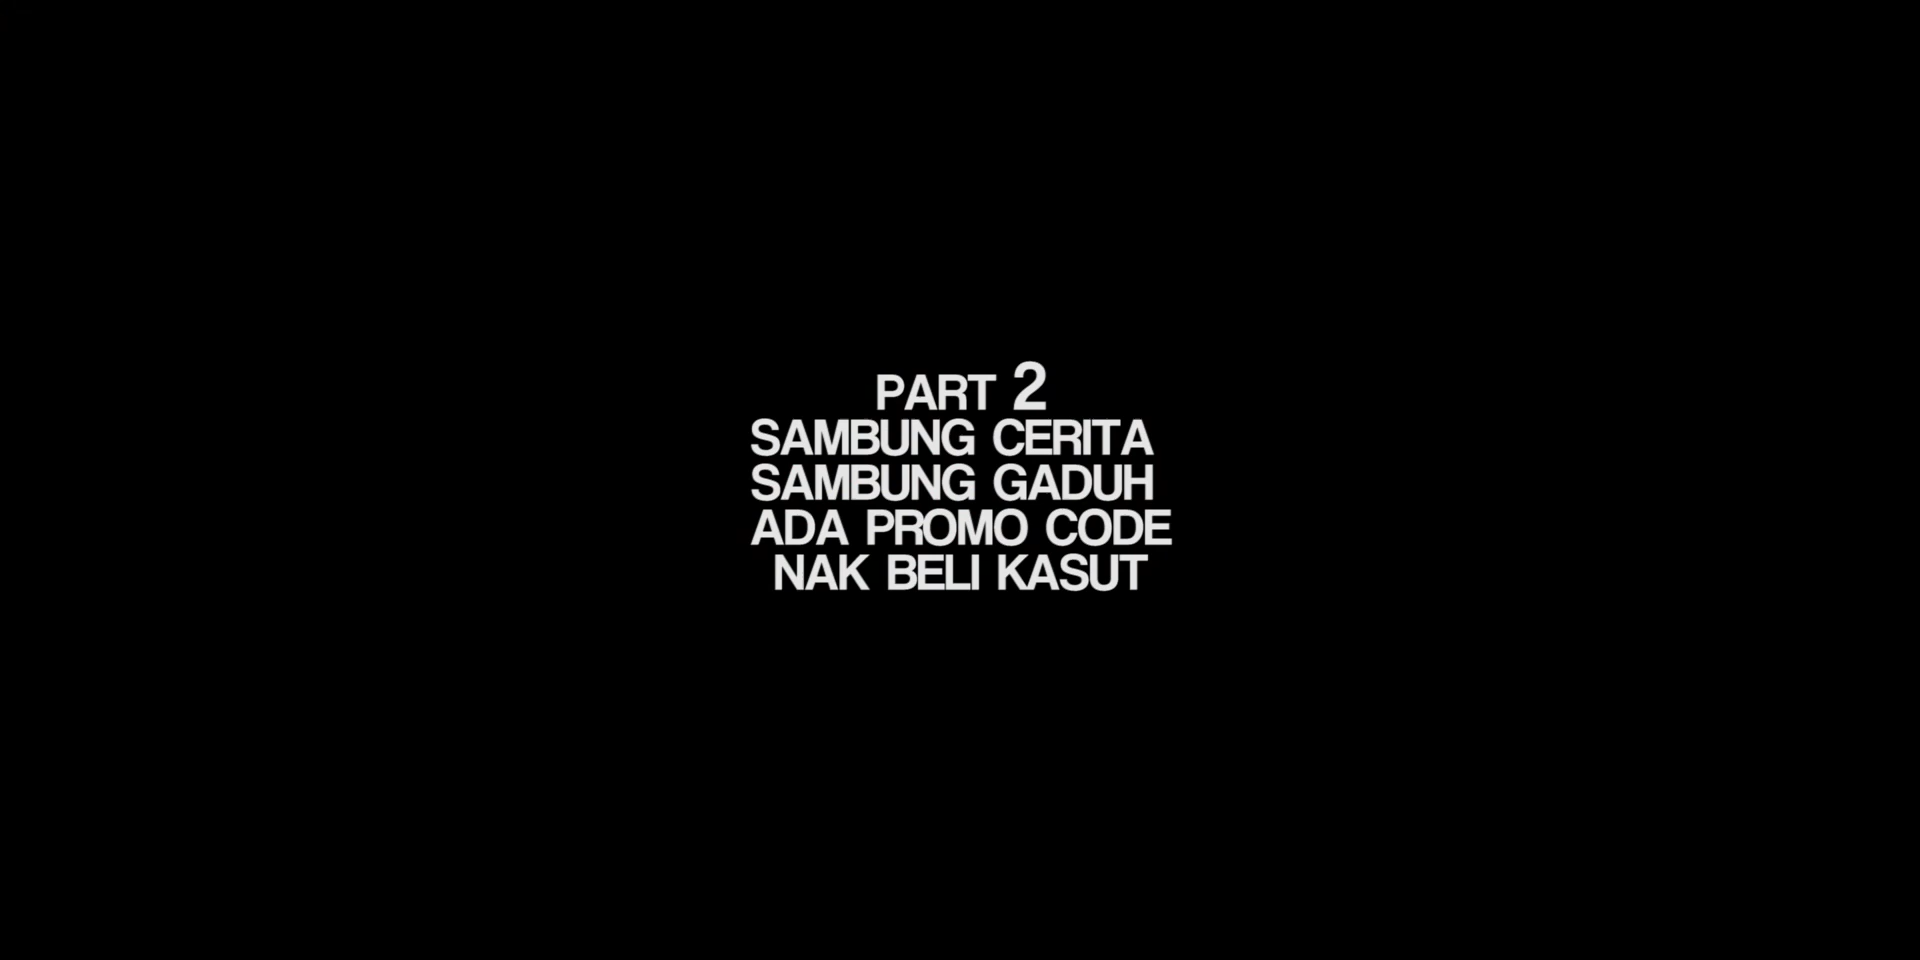 PART 2
SAMBUNG CERITA
SAMBUNG GADUH
ADA PROMO CODE
NAK BELI KASUT